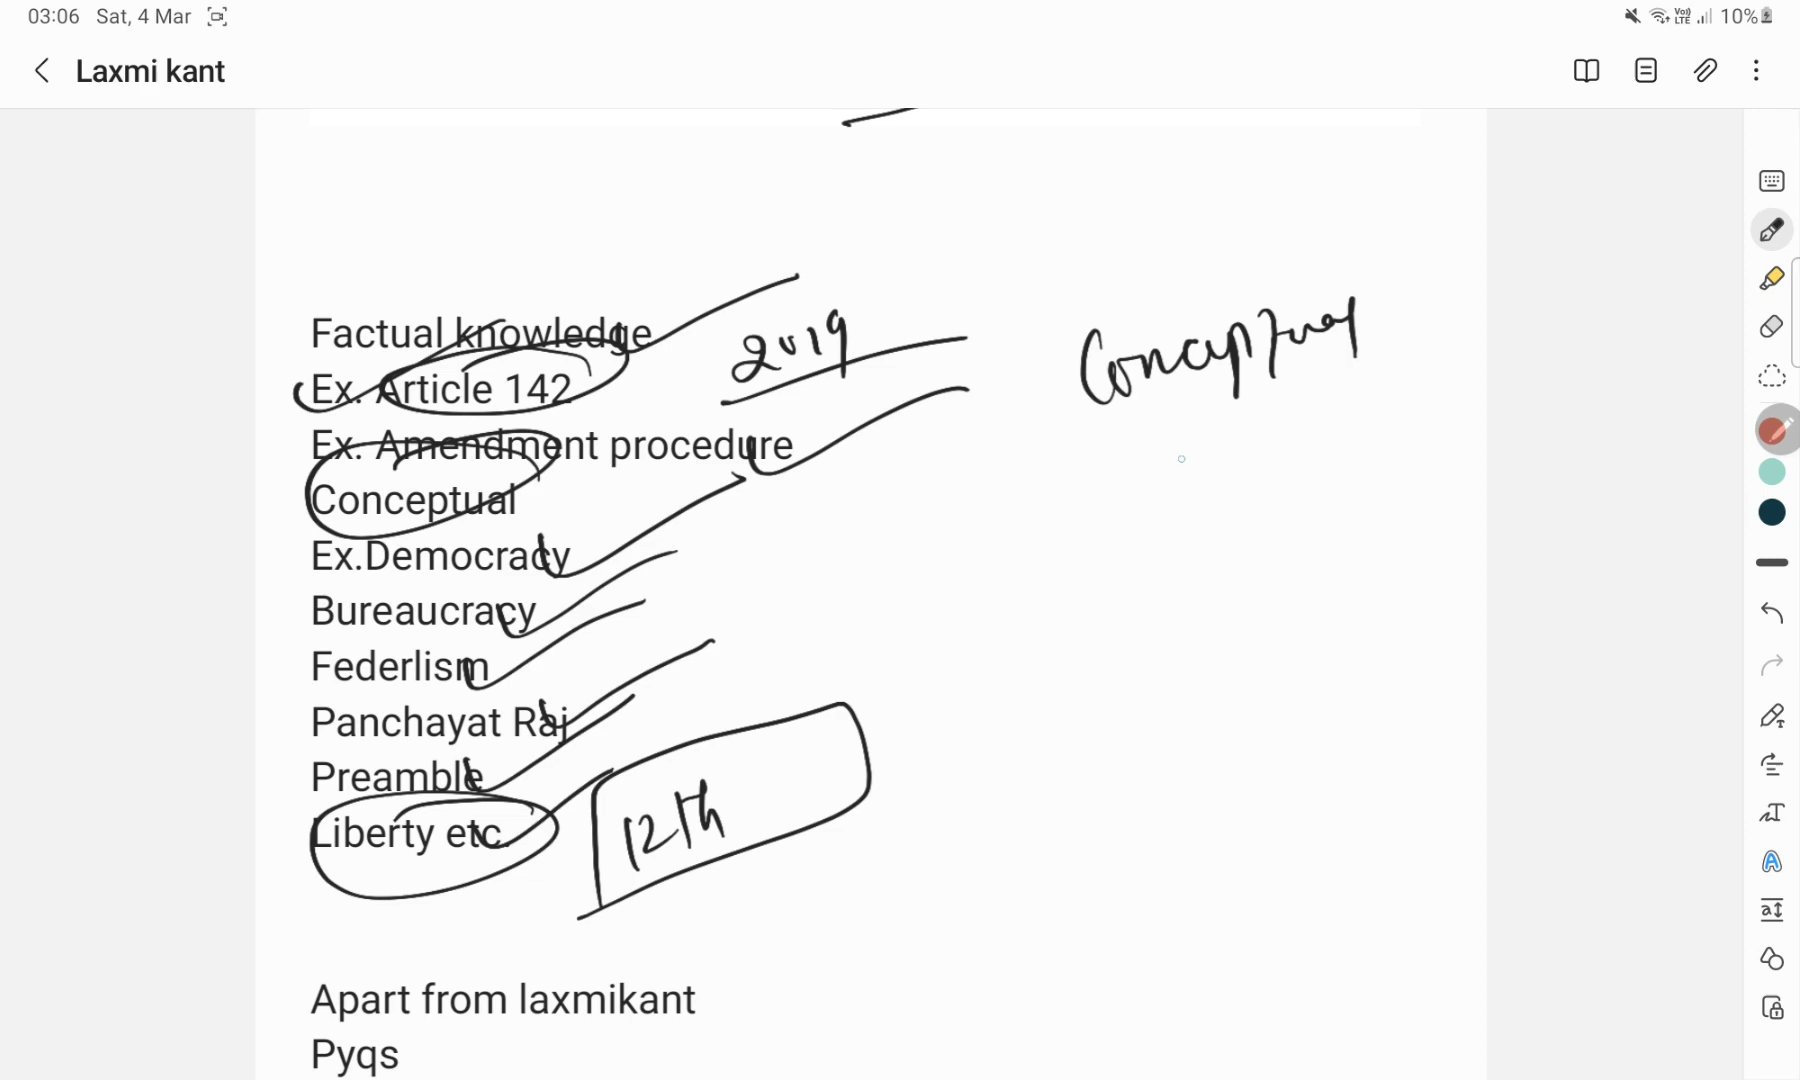 03:06 Sat, 4 Mar 10%
Laxmi kant
Factual knowledge
Ex. Article 142
2019
Conceptual
Ex. Amendment procedure
Conceptual
Ex.Democracy
Bureaucracy
Federlism
Panchayat Raj
Preamble
Liberty etc.
12th
Apart from laxmikant
Pyqs